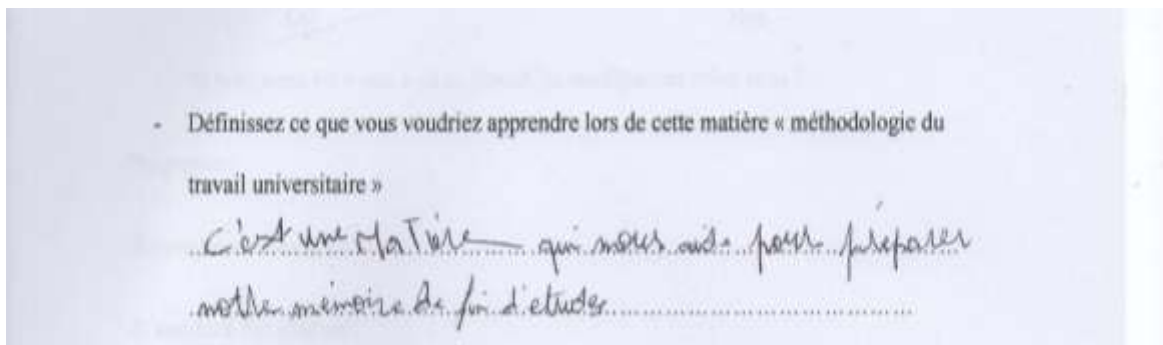 - Définissez ce que vous voudriez apprendre lors de cette matière « méthodologie du
travail universitaire »
C'est une Matière qui nous aide pour préparer
notre mémoire de fin d'etudes